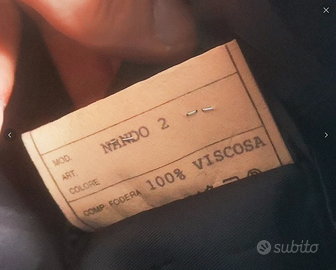 MOD. NANDO 2 --
ART.
COLORE
COMP. FODERA 100% VISCOSA
subito